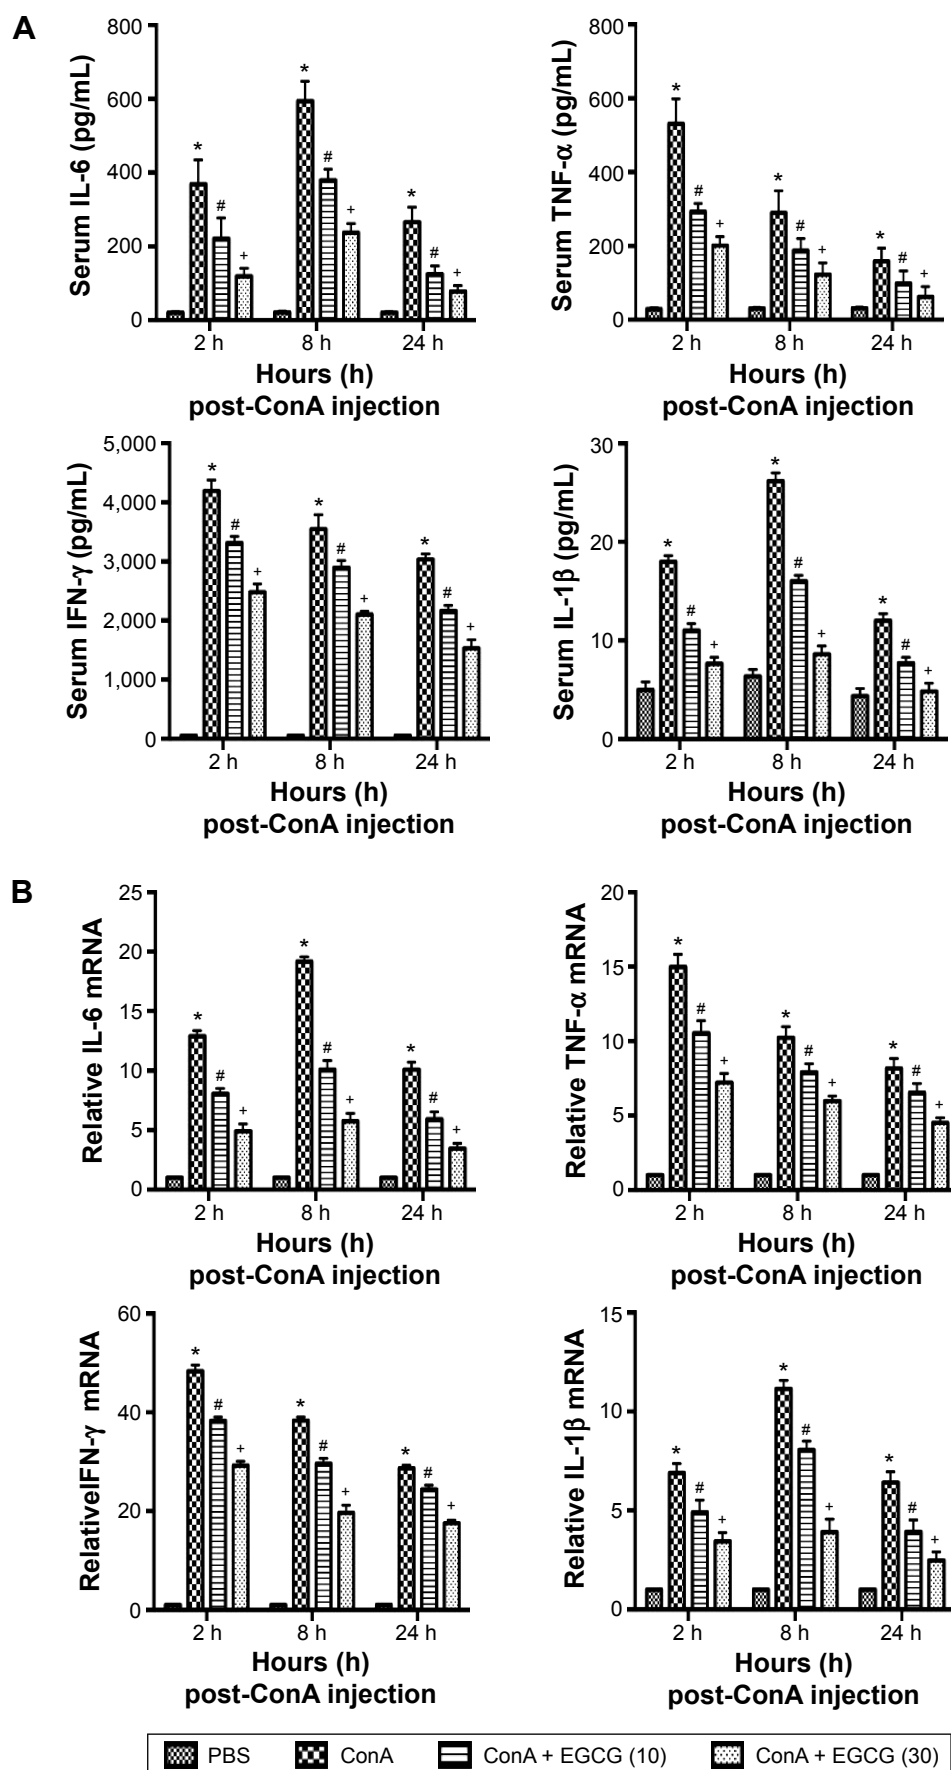 A
Serum IL-6 (pg/mL)
800
600
400
200
0
* # +
* # +
* # +
2 h 8 h 24 h
Hours (h)
post-ConA injection
Serum TNF-α (pg/mL)
800
600
400
200
0
* # +
* # +
* # +
2 h 8 h 24 h
Hours (h)
post-ConA injection
Serum IFN-γ (pg/mL)
5,000
4,000
3,000
2,000
1,000
0
* # +
* # +
* # +
2 h 8 h 24 h
Hours (h)
post-ConA injection
Serum IL-1β (pg/mL)
30
20
10
0
* # +
* # +
* # +
2 h 8 h 24 h
Hours (h)
post-ConA injection
B
Relative IL-6 mRNA
25
20
15
10
5
0
* # +
* # +
* # +
2 h 8 h 24 h
Hours (h)
post-ConA injection
Relative TNF-α mRNA
20
15
10
5
0
* # +
* # +
* # +
2 h 8 h 24 h
Hours (h)
post-ConA injection
RelativeIFN-γ mRNA
60
40
20
0
* # +
* # +
* # +
2 h 8 h 24 h
Hours (h)
post-ConA injection
Relative IL-1β mRNA
15
10
5
0
* # +
* # +
* # +
2 h 8 h 24 h
Hours (h)
post-ConA injection
PBS ConA ConA + EGCG (10) ConA + EGCG (30)